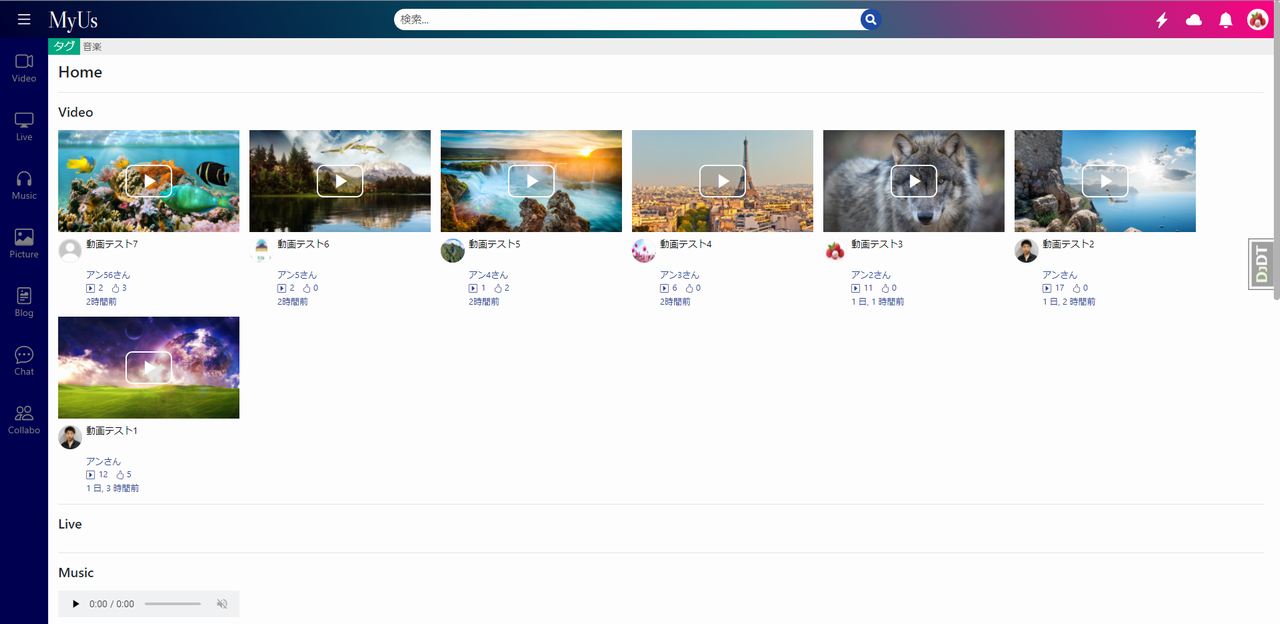 MyUs
検索...
タグ 音楽
Video
Live
Music
Picture
Blog
Chat
Collabo
Home
Video
動画テスト7
アン56さん
2 3
2時間前
動画テスト6
アン5さん
2 0
2時間前
動画テスト5
アン4さん
1 2
2時間前
動画テスト4
アン3さん
6 0
2時間前
動画テスト3
アン2さん
11 0
1 日, 1 時間前
動画テスト2
アンさん
17 0
1 日, 2 時間前
動画テスト1
アンさん
12 5
1 日, 3 時間前
Live
Music
0:00 / 0:00
DjDT